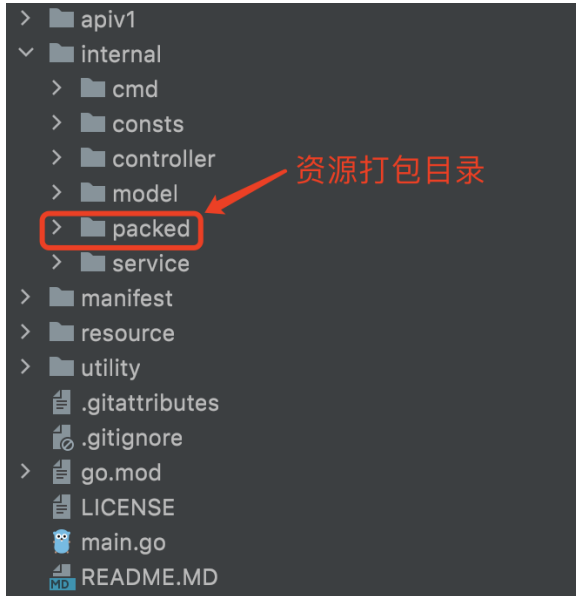 apiv1
internal
cmd
consts
controller
资源打包目录
model
packed
service
manifest
resource
utility
.gitattributes
.gitignore
go.mod
LICENSE
main.go
MD README.MD